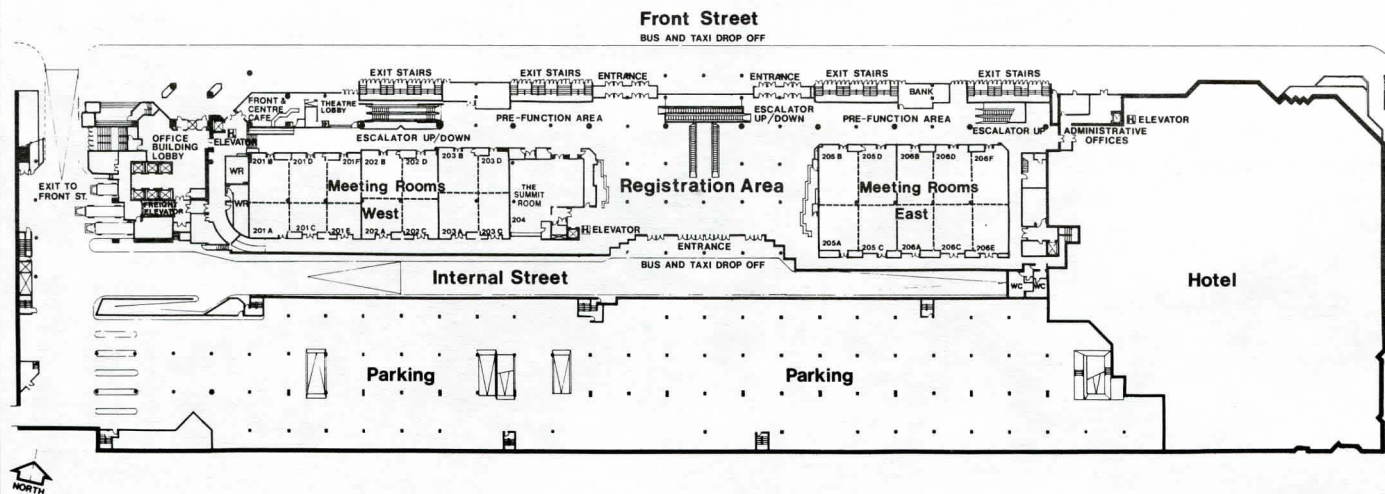 Front Street
BUS AND TAXI DROP OFF
EXIT STAIRS
EXIT STAIRS
ENTRANCE
ENTRANCE
EXIT STAIRS
EXIT STAIRS
FRONT &
CENTRE
CAFE
THEATRE
LOBBY
BANK
ESCALATOR
UP/DOWN
PRE-FUNCTION AREA
PRE-FUNCTION AREA
ELEVATOR
ESCALATOR UP/DOWN
ESCALATOR UP
ADMINISTRATIVE
OFFICES
ELEVATOR
OFFICE
BUILDING
LOBBY
201 B
201 D
201F
202 B
202 D
203 B
203 D
205 B
205 D
206B
206D
206F
WR
WR
Meeting Rooms
West
THE
SUMMIT
ROOM
204
Registration Area
Meeting Rooms
East
EXIT TO
FRONT ST.
FREIGHT
ELEVATOR
201 A
201 C
201E
202 A
202 C
203 A
203 C
ELEVATOR
205A
205 C
206A
206C
206E
ENTRANCE
BUS AND TAXI DROP OFF
Internal Street
WC
WC
Hotel
Parking
Parking
NORTH